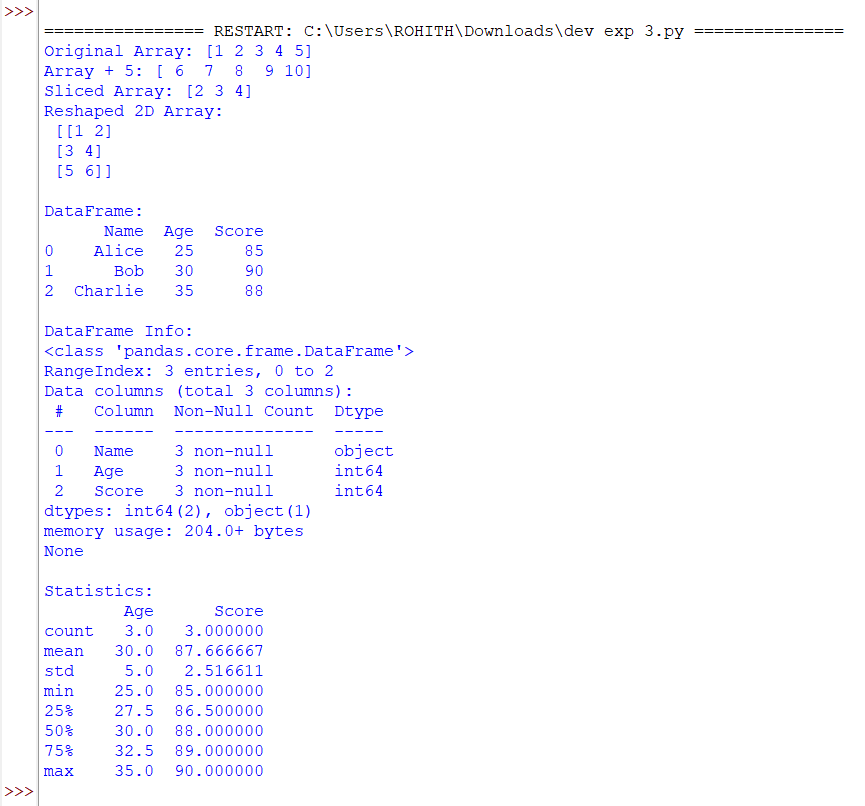 >>>
================ RESTART: C:\Users\ROHITH\Downloads\dev exp 3.py ===============
Original Array: [1 2 3 4 5]
Array + 5: [ 6  7  8  9 10]
Sliced Array: [2 3 4]
Reshaped 2D Array:
 [[1 2]
 [3 4]
 [5 6]]

DataFrame:
      Name  Age  Score
0    Alice   25     85
1      Bob   30     90
2  Charlie   35     88

DataFrame Info:
<class 'pandas.core.frame.DataFrame'>
RangeIndex: 3 entries, 0 to 2
Data columns (total 3 columns):
 #   Column  Non-Null Count  Dtype
---  ------  --------------  -----
 0   Name    3 non-null      object
 1   Age     3 non-null      int64
 2   Score   3 non-null      int64
dtypes: int64(2), object(1)
memory usage: 204.0+ bytes
None

Statistics:
        Age      Score
count   3.0   3.000000
mean   30.0  87.666667
std     5.0   2.516611
min    25.0  85.000000
25%    27.5  86.500000
50%    30.0  88.000000
75%    32.5  89.000000
max    35.0  90.000000
>>>